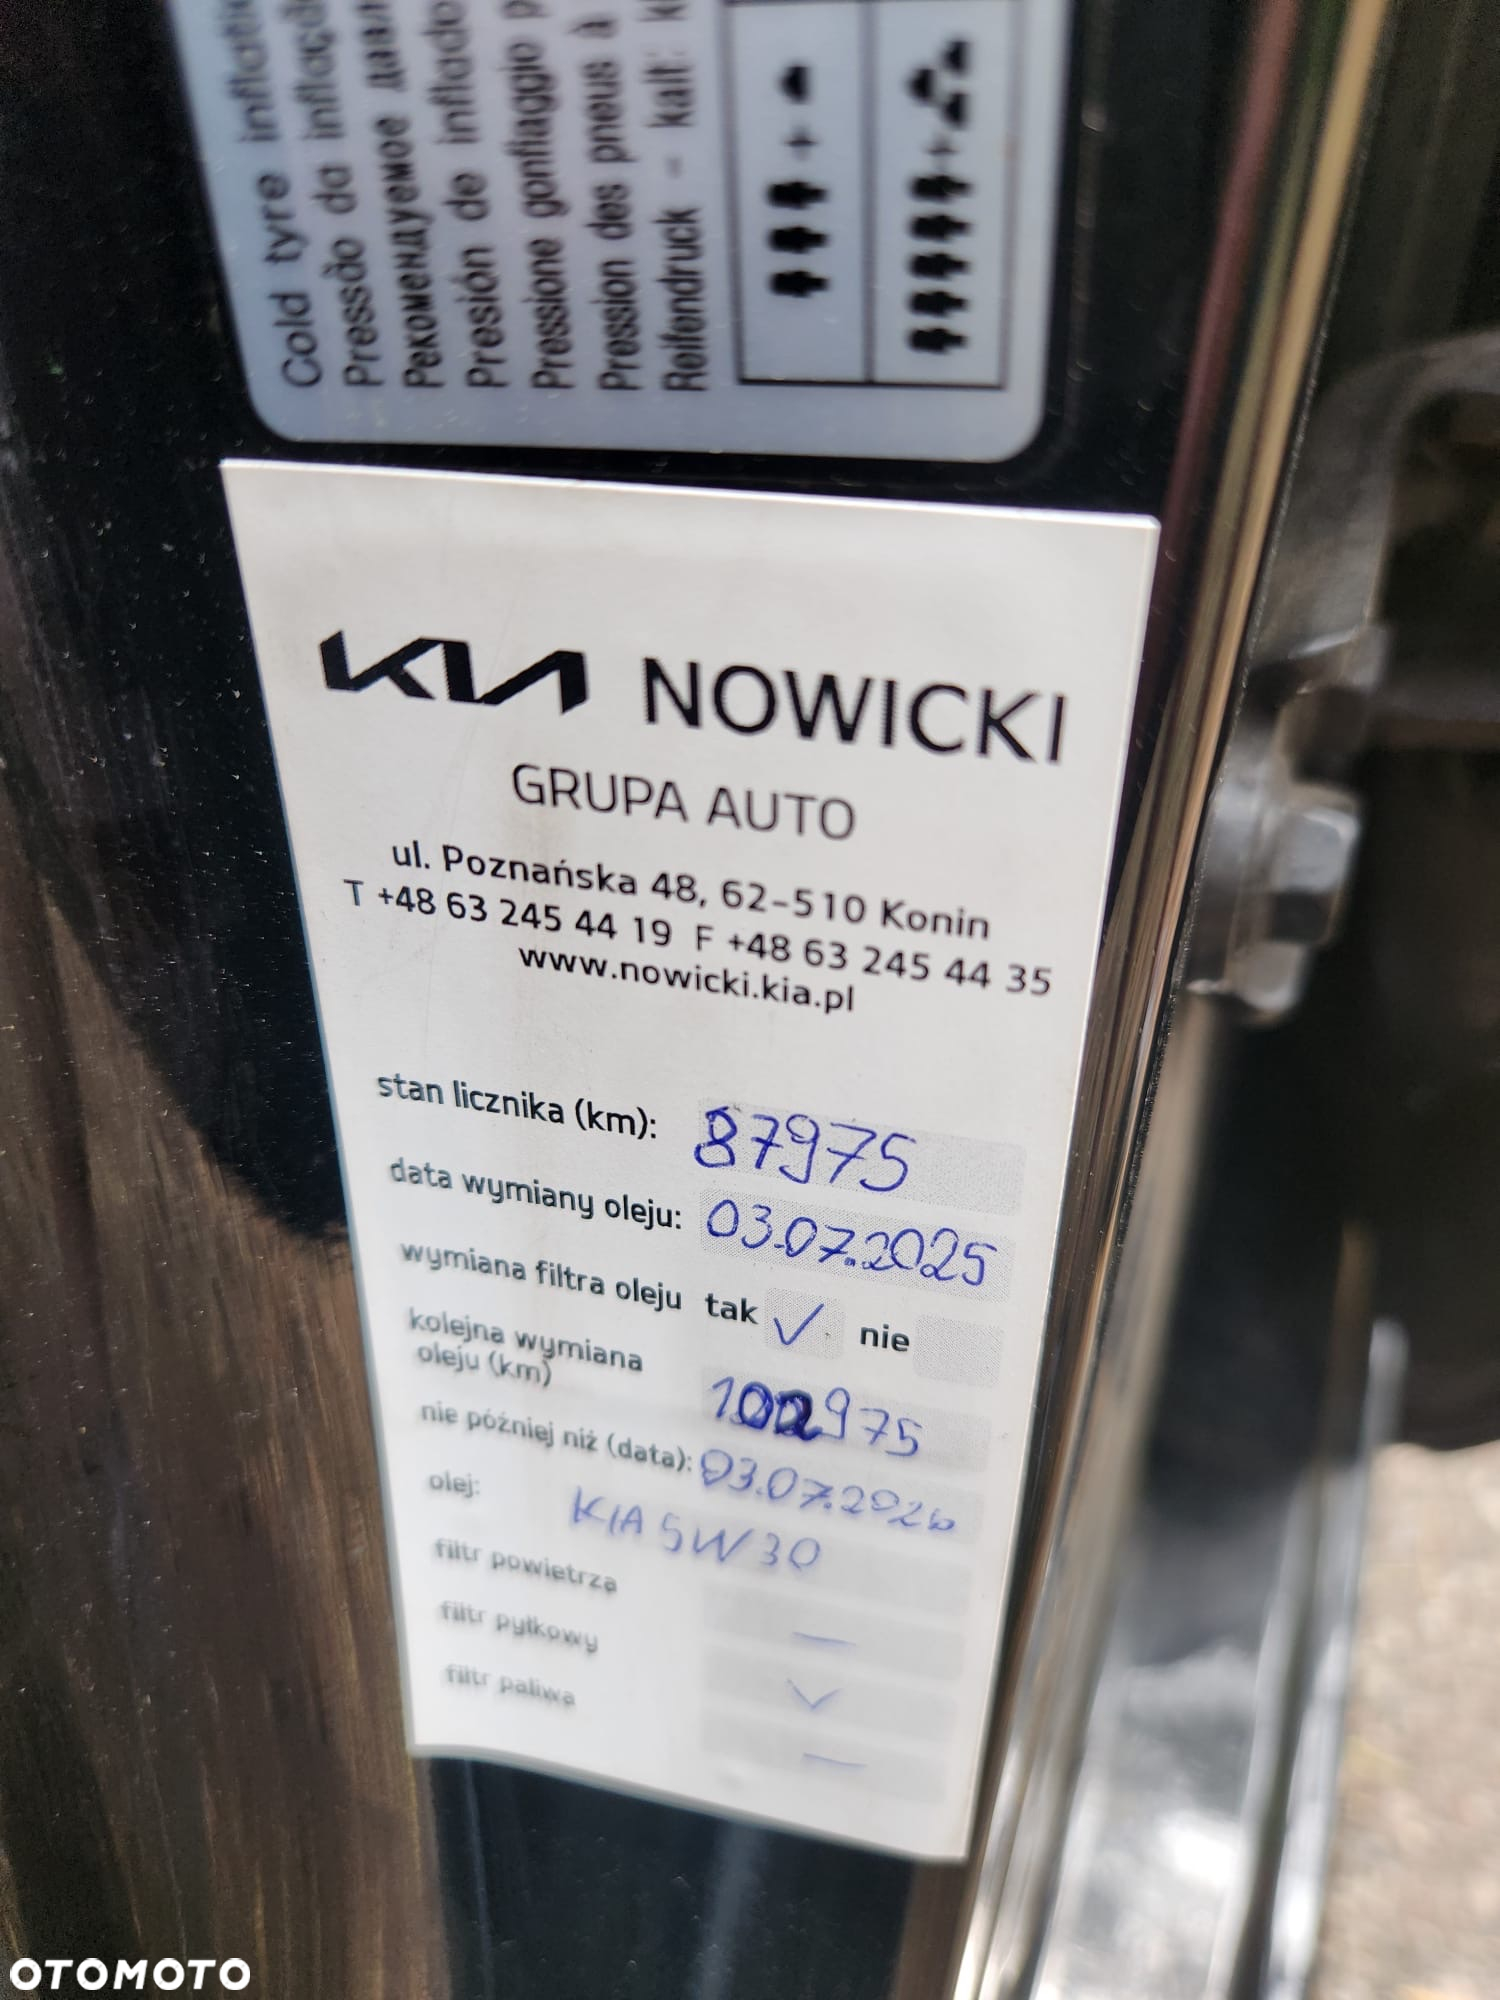 Cold tyre inflati
Pressão da inflaçã
Рекомендуемое давл
Presión de inflado
Pressione gonfiaggio p
Pression des pneus à
Reifendruck - kalt:
KIA NOWICKI
GRUPA AUTO
ul. Poznańska 48, 62-510 Konin
T +48 63 245 44 19 F +48 63 245 44 35
www.nowicki.kia.pl
stan licznika (km): 87975
data wymiany oleju: 03.07.2025
wymiana filtra oleju tak ✓ nie
kolejna wymiana
oleju (km) 102975
nie później niż (data): 03.07.2026
olej: KIA 5W30
filtr powietrza —
filtr pyłkowy ✓
filtr paliwa —
OTOMOTO